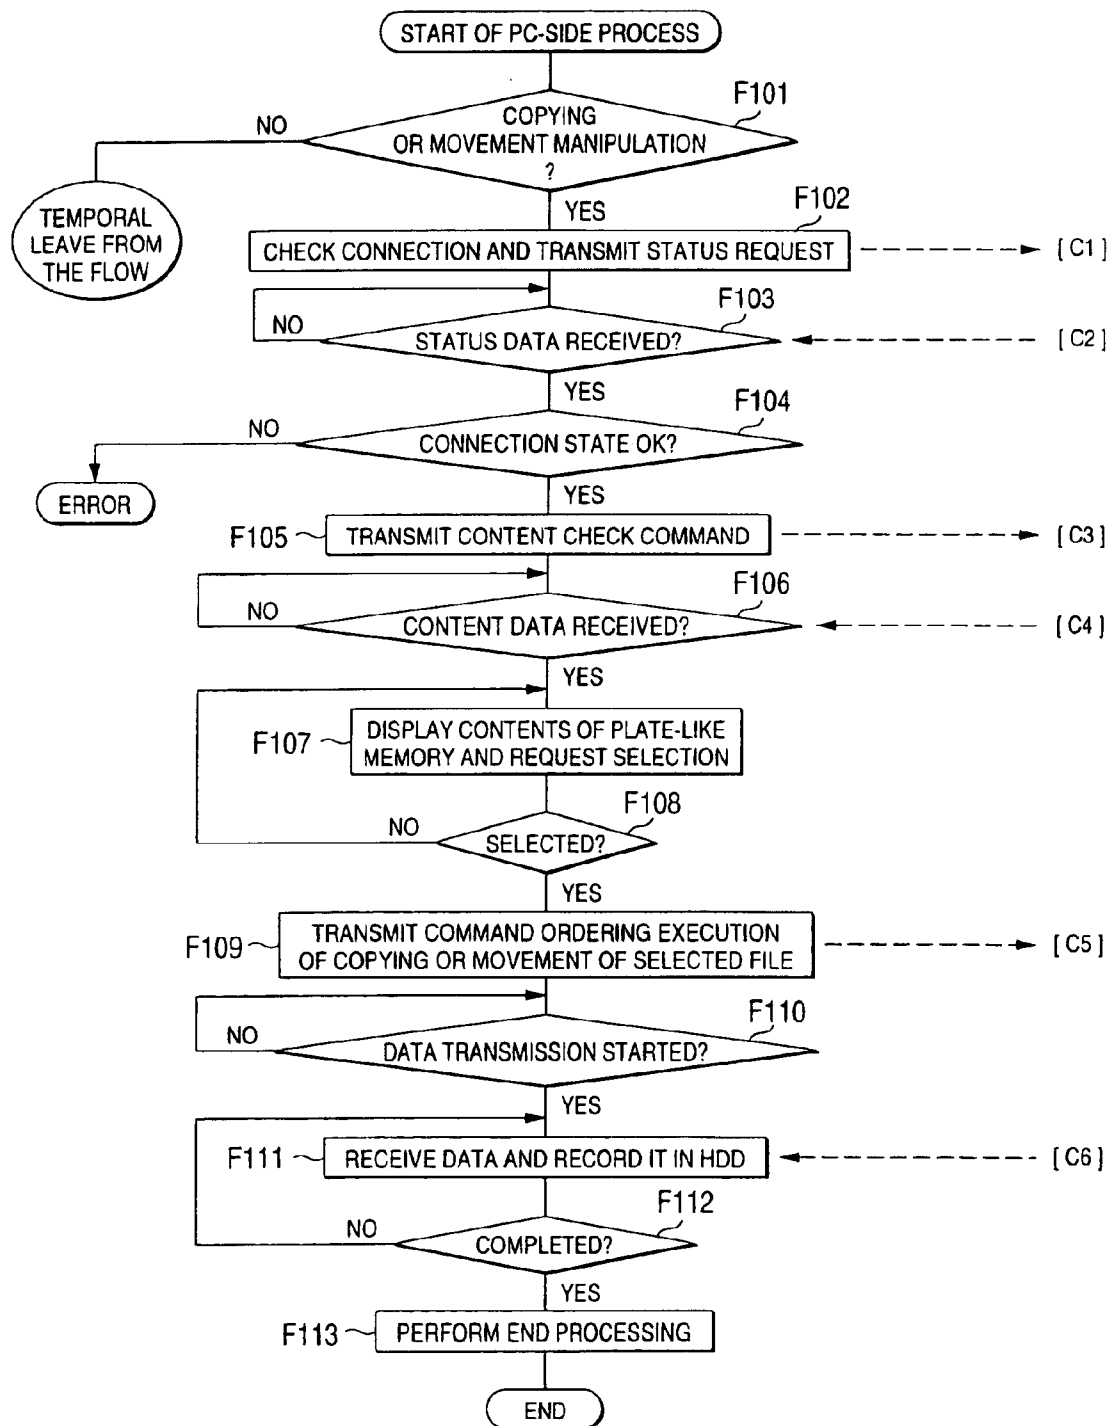 START OF PC-SIDE PROCESS
F101
COPYING
OR MOVEMENT MANIPULATION
?
NO
YES
TEMPORAL
LEAVE FROM
THE FLOW
F102
CHECK CONNECTION AND TRANSMIT STATUS REQUEST
[ C1 ]
F103
NO
STATUS DATA RECEIVED?
[ C2 ]
YES
F104
NO
CONNECTION STATE OK?
ERROR
YES
F105
TRANSMIT CONTENT CHECK COMMAND
[ C3 ]
F106
NO
CONTENT DATA RECEIVED?
[ C4 ]
YES
F107
DISPLAY CONTENTS OF PLATE-LIKE
MEMORY AND REQUEST SELECTION
F108
NO
SELECTED?
YES
F109
TRANSMIT COMMAND ORDERING EXECUTION
OF COPYING OR MOVEMENT OF SELECTED FILE
[ C5 ]
F110
NO
DATA TRANSMISSION STARTED?
YES
F111
RECEIVE DATA AND RECORD IT IN HDD
[ C6 ]
F112
NO
COMPLETED?
YES
F113
PERFORM END PROCESSING
END